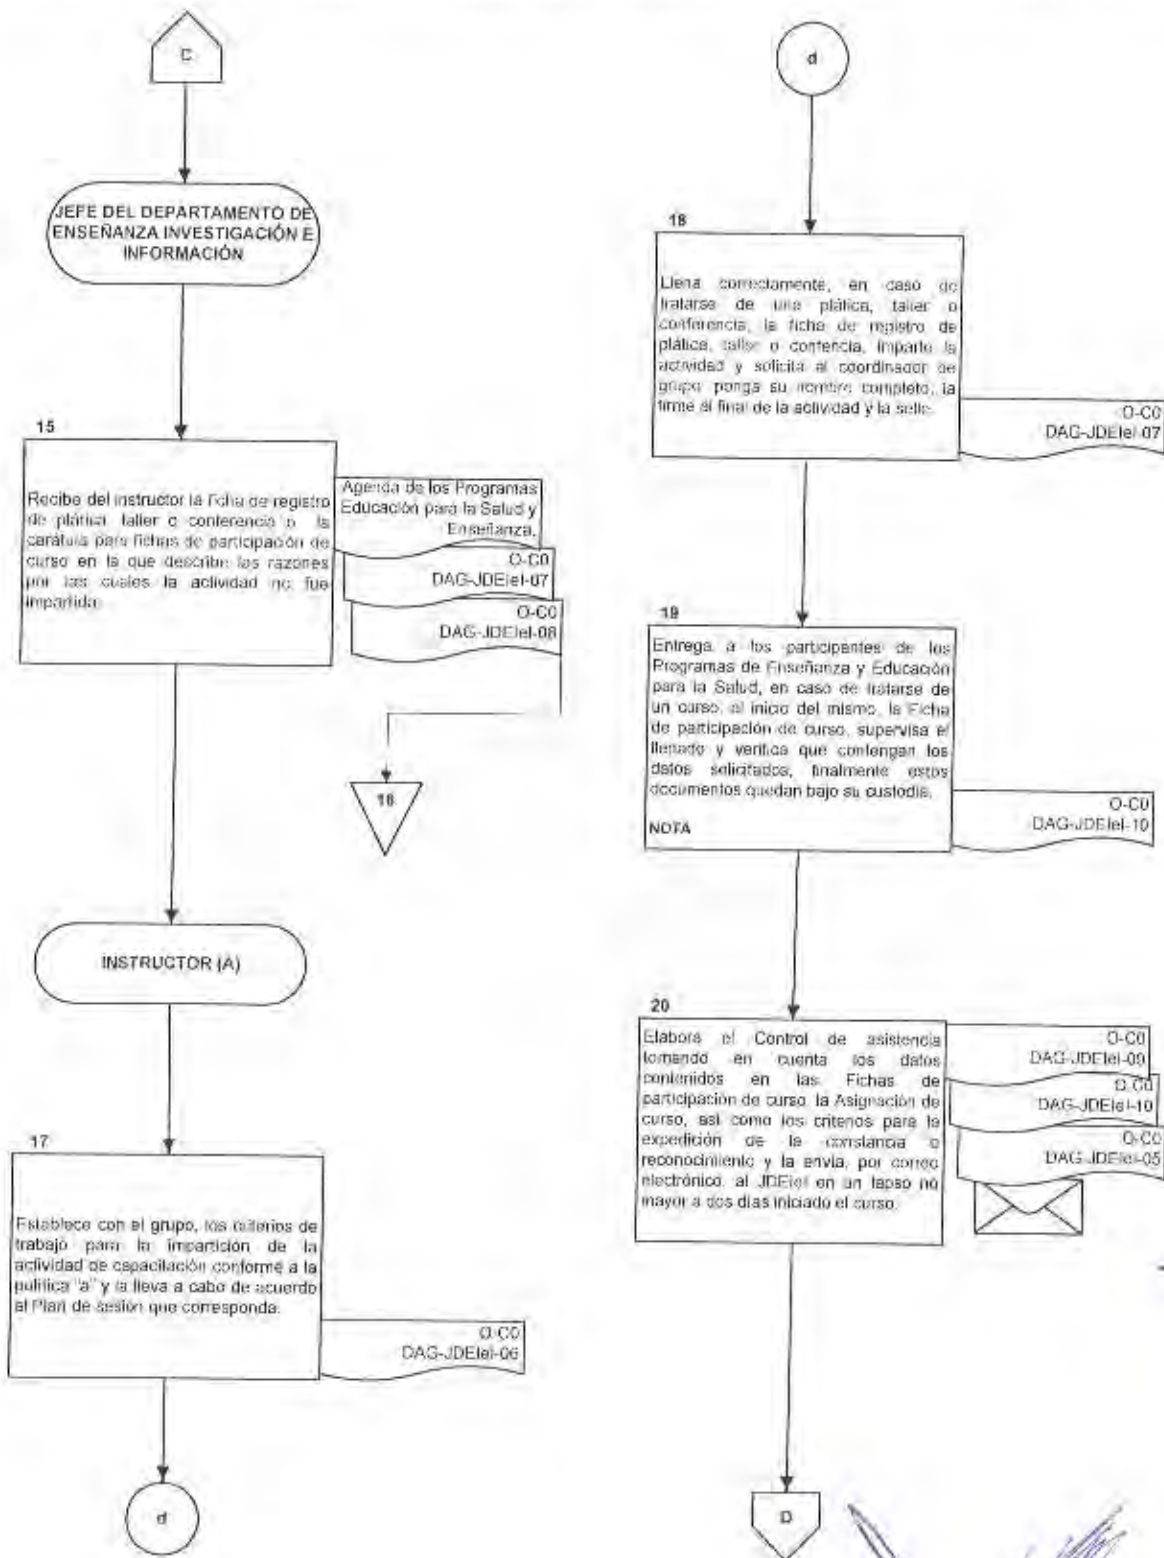 C
JEFE DEL DEPARTAMENTO DE
ENSEÑANZA INVESTIGACIÓN E
INFORMACIÓN
15
Recibe del instructor la Ficha de registro
de plática taller o conferencia o la
carátula para fichas de participación de
curso en la que describe las razones
por las cuales la actividad no fue
impartida.
Agenda de los Programas
Educación para la Salud y
Enseñanza.
O-C0
DAG-JDEIeI-07
O-C0
DAG-JDEIeI-08
16
INSTRUCTOR (A)
17
Establece con el grupo, los criterios de
trabajo para la impartición de la
actividad de capacitación conforme a la
política "a" y la lleva a cabo de acuerdo
al Plan de sesión que corresponda.
O-C0
DAG-JDEIeI-06
d
d
18
Llena correctamente, en caso de
tratarse de una plática, taller o
conferencia, la ficha de registro de
plática, taller o contencia, imparte la
actividad y solicita al coordinador de
grupo ponga su nombre completo, la
firme al final de la actividad y la selle.
O-C0
DAG-JDEIeI-07
19
Entrega a los participantes de los
Programas de Enseñanza y Educación
para la Salud, en caso de tratarse de
un curso, al inicio del mismo, la Ficha
de participación de curso, supervisa el
llenado y verifica que contengan los
datos solicitados, finalmente estos
documentos quedan bajo su custodia.
NOTA
O-C0
DAG-JDEIeI-10
20
Elabora el Control de asistencia
tomando en cuenta los datos
contenidos en las Fichas de
participación de curso, la Asignación de
curso, así como los criterios para la
expedición de la constancia o
reconocimiento y la envía, por correo
electrónico, al JDEIeI en un lapso no
mayor a dos días iniciado el curso.
O-C0
DAG-JDEIeI-09
O-C0
DAG-JDEIeI-10
O-C0
DAG-JDEIeI-05
D